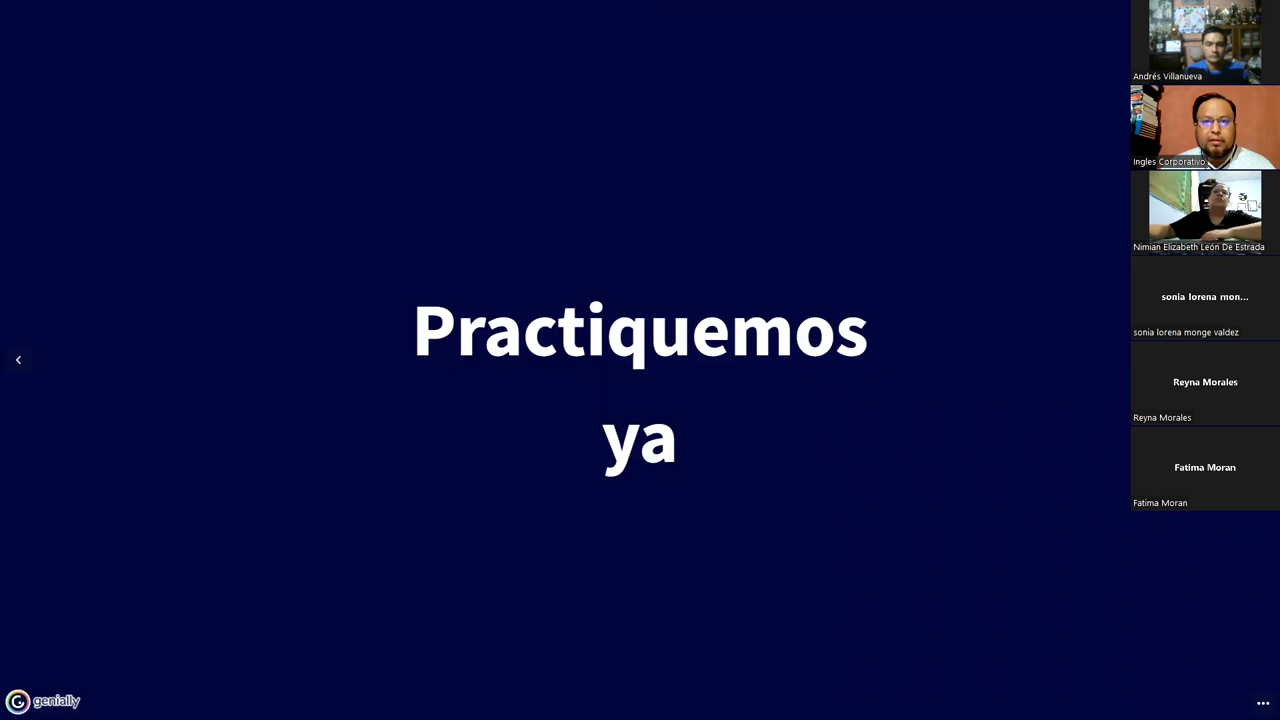 Practiquemos
ya
Andrés Villanueva
Ingles Corporativo
Nimian Elizabeth León De Estrada
sonia lorena mon...
sonia lorena monge valdez
Reyna Morales
Reyna Morales
Fatima Moran
Fatima Moran
genially